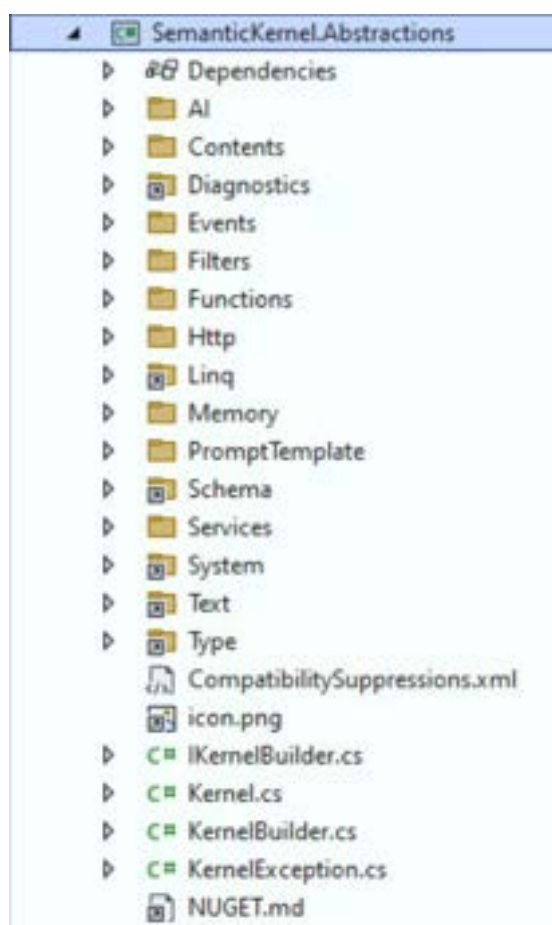 SemanticKernel.Abstractions
Dependencies
AI
Contents
Diagnostics
Events
Filters
Functions
Http
Linq
Memory
PromptTemplate
Schema
Services
System
Text
Type
CompatibilitySuppressions.xml
icon.png
C# IKernelBuilder.cs
C# Kernel.cs
C# KernelBuilder.cs
C# KernelException.cs
NUGET.md